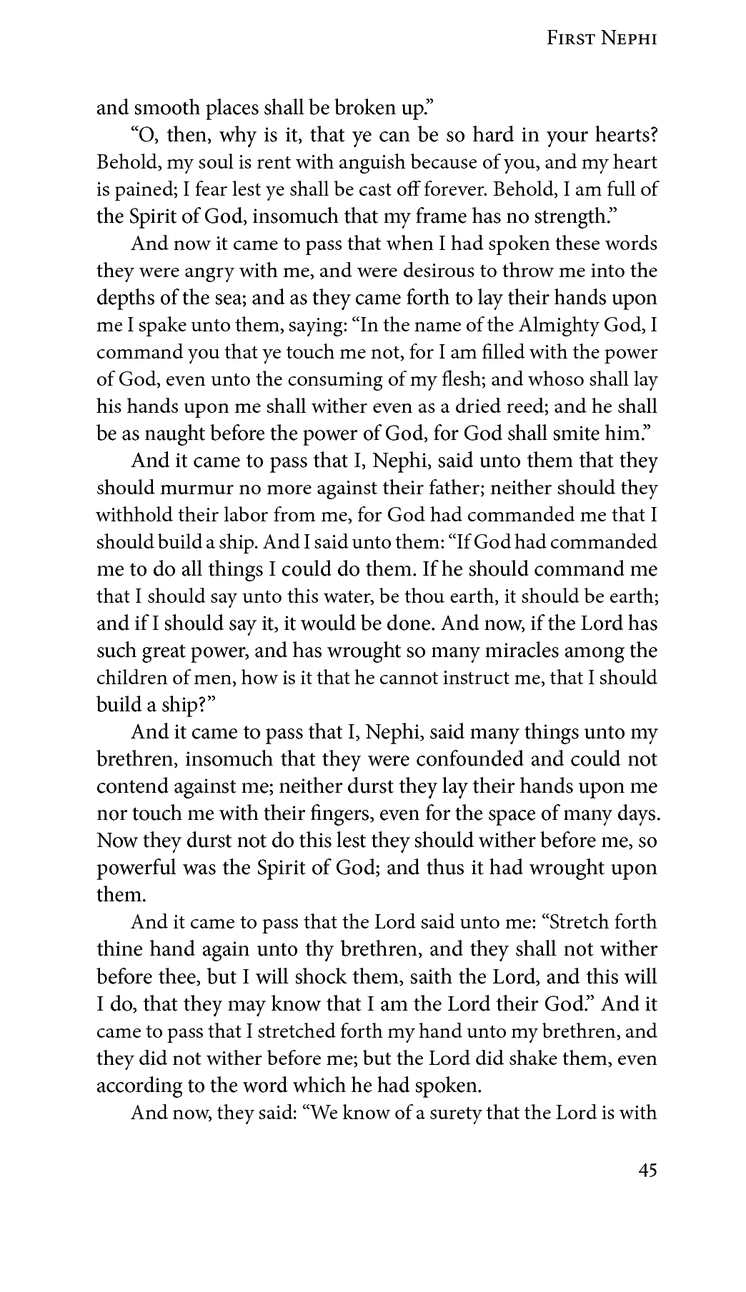 First Nephi
and smooth places shall be broken up.”
“O, then, why is it, that ye can be so hard in your hearts?
Behold, my soul is rent with anguish because of you, and my heart
is pained; I fear lest ye shall be cast off forever. Behold, I am full of
the Spirit of God, insomuch that my frame has no strength.”
And now it came to pass that when I had spoken these words
they were angry with me, and were desirous to throw me into the
depths of the sea; and as they came forth to lay their hands upon
me I spake unto them, saying: “In the name of the Almighty God, I
command you that ye touch me not, for I am filled with the power
of God, even unto the consuming of my flesh; and whoso shall lay
his hands upon me shall wither even as a dried reed; and he shall
be as naught before the power of God, for God shall smite him.”
And it came to pass that I, Nephi, said unto them that they
should murmur no more against their father; neither should they
withhold their labor from me, for God had commanded me that I
should build a ship. And I said unto them: “If God had commanded
me to do all things I could do them. If he should command me
that I should say unto this water, be thou earth, it should be earth;
and if I should say it, it would be done. And now, if the Lord has
such great power, and has wrought so many miracles among the
children of men, how is it that he cannot instruct me, that I should
build a ship?”
And it came to pass that I, Nephi, said many things unto my
brethren, insomuch that they were confounded and could not
contend against me; neither durst they lay their hands upon me
nor touch me with their fingers, even for the space of many days.
Now they durst not do this lest they should wither before me, so
powerful was the Spirit of God; and thus it had wrought upon
them.
And it came to pass that the Lord said unto me: “Stretch forth
thine hand again unto thy brethren, and they shall not wither
before thee, but I will shock them, saith the Lord, and this will
I do, that they may know that I am the Lord their God.” And it
came to pass that I stretched forth my hand unto my brethren, and
they did not wither before me; but the Lord did shake them, even
according to the word which he had spoken.
And now, they said: “We know of a surety that the Lord is with
45